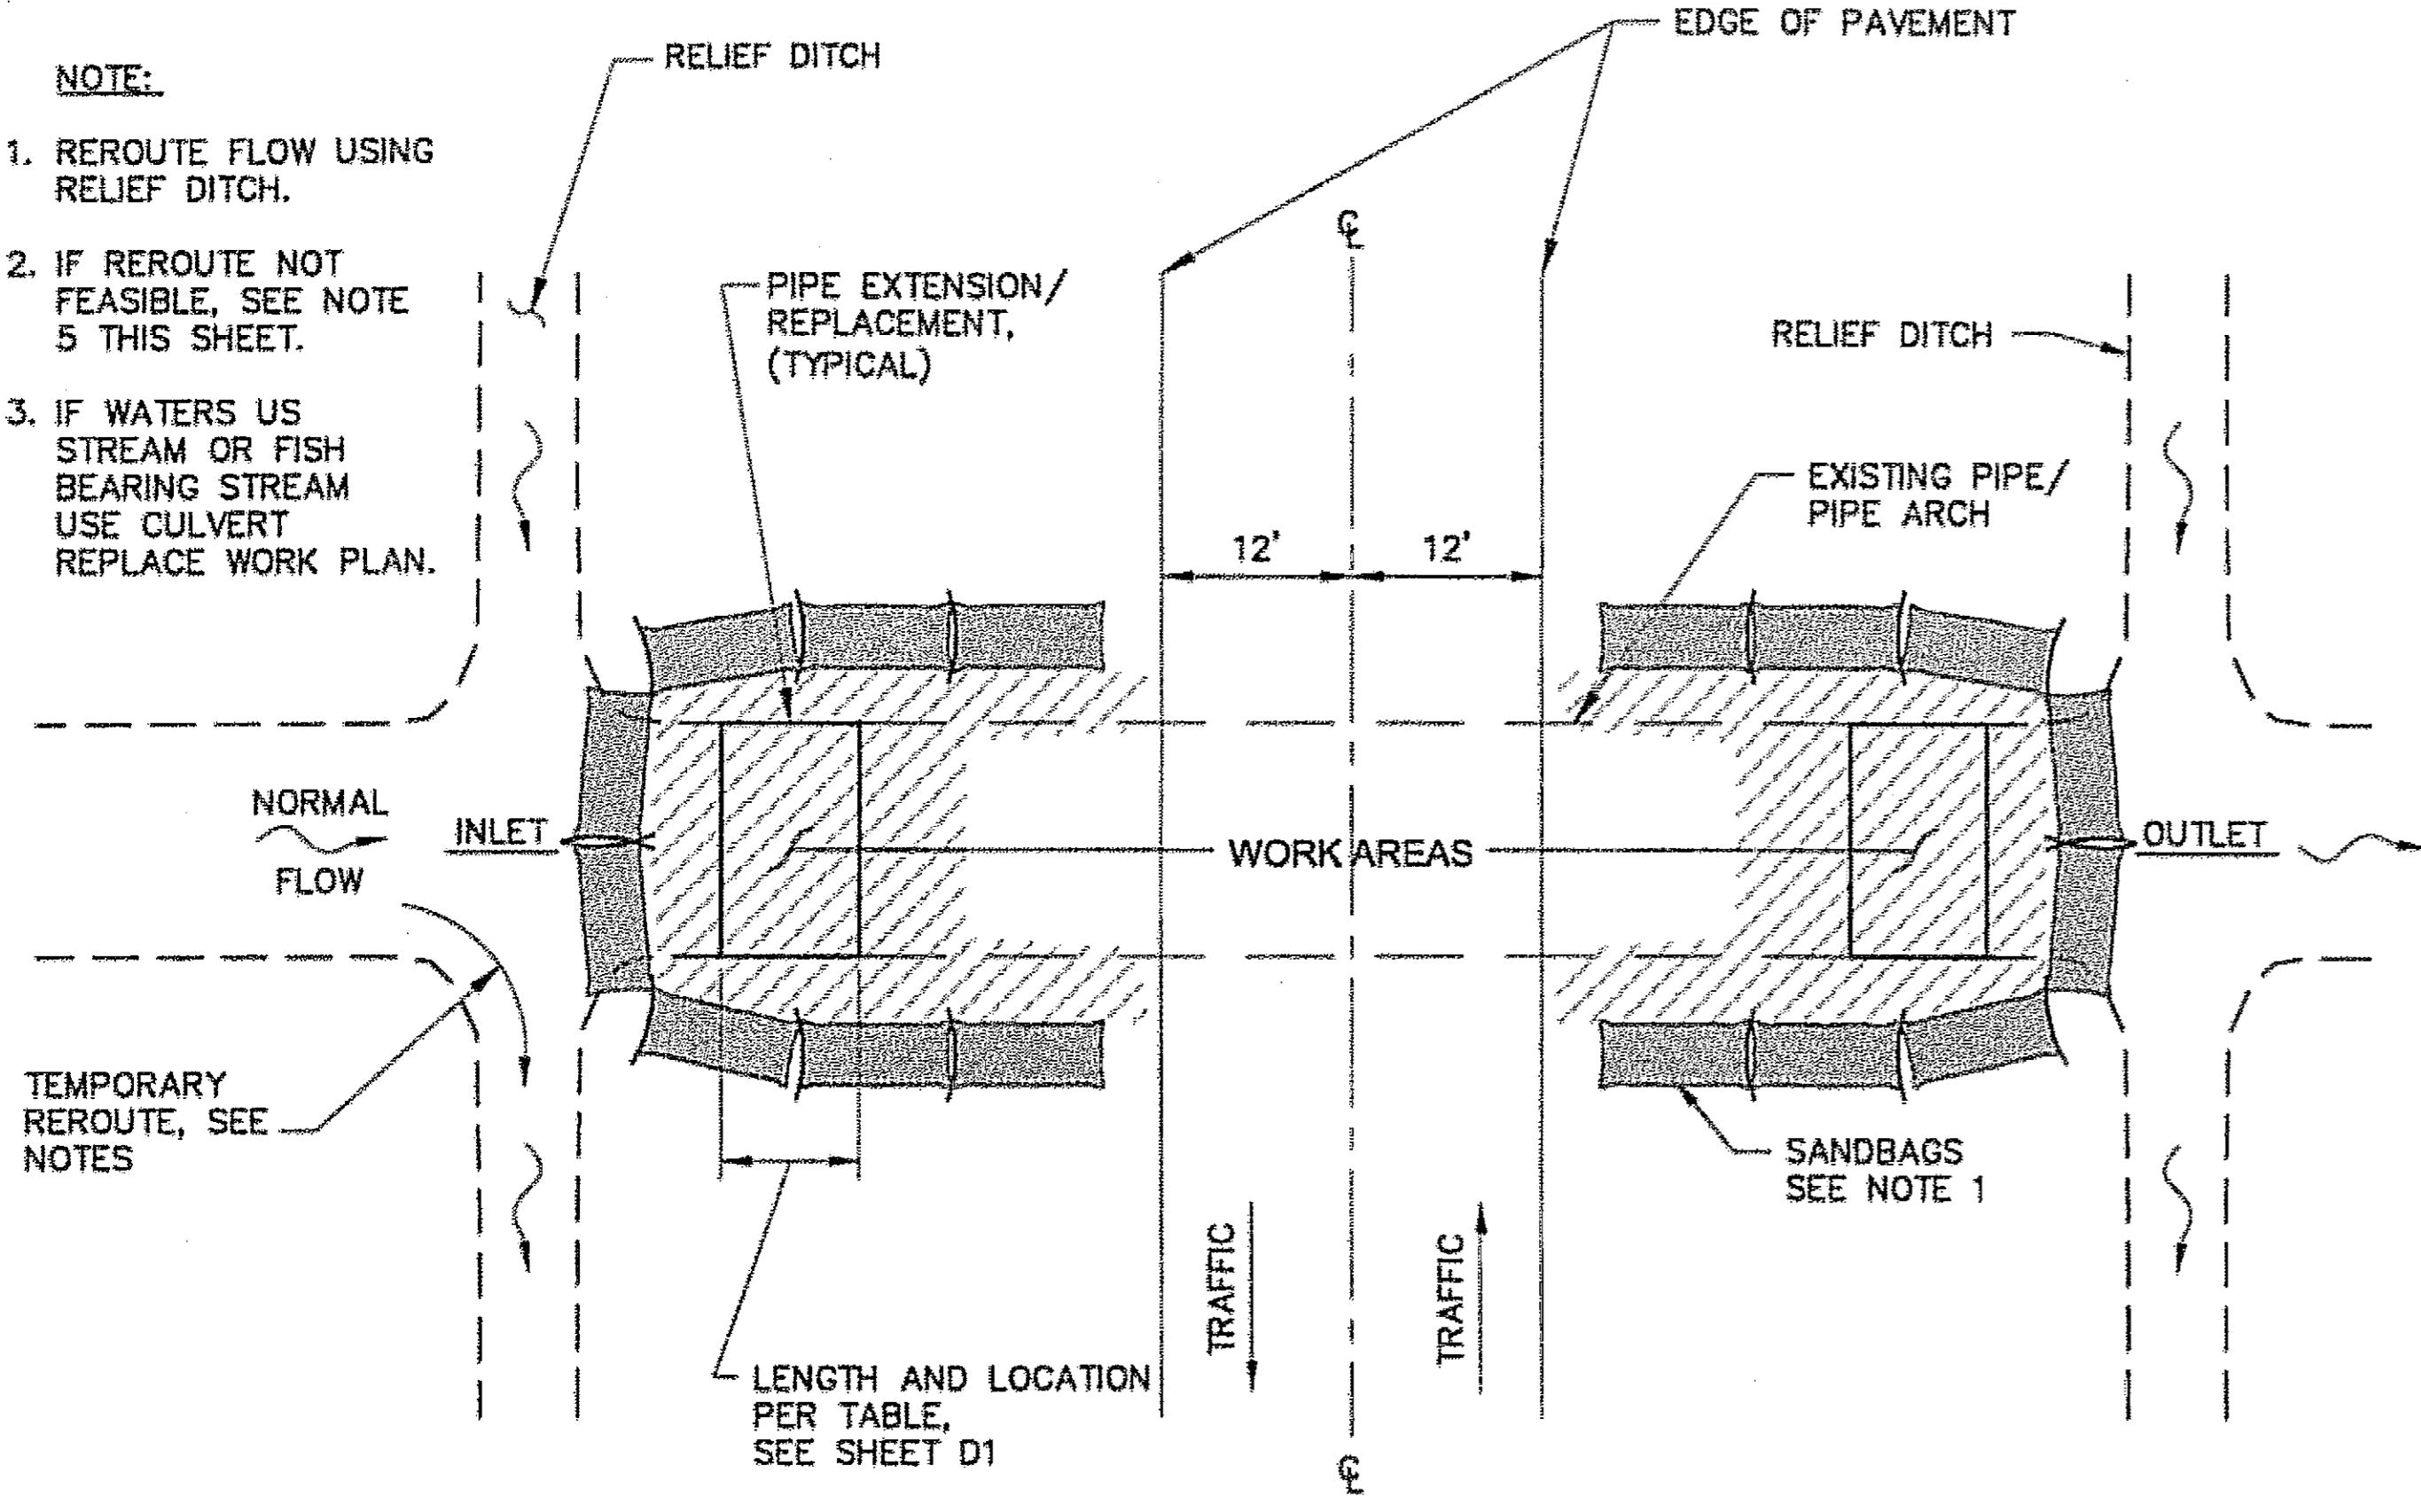 NOTE:
1. REROUTE FLOW USING
RELIEF DITCH.
2. IF REROUTE NOT
FEASIBLE, SEE NOTE
5 THIS SHEET.
3. IF WATERS US
STREAM OR FISH
BEARING STREAM
USE CULVERT
REPLACE WORK PLAN.
RELIEF DITCH
EDGE OF PAVEMENT
℄
PIPE EXTENSION/
REPLACEMENT,
(TYPICAL)
RELIEF DITCH
EXISTING PIPE/
PIPE ARCH
12'
12'
NORMAL
FLOW
INLET
WORK AREAS
OUTLET
TEMPORARY
REROUTE, SEE
NOTES
SANDBAGS
SEE NOTE 1
TRAFFIC
TRAFFIC
LENGTH AND LOCATION
PER TABLE,
SEE SHEET D1
℄